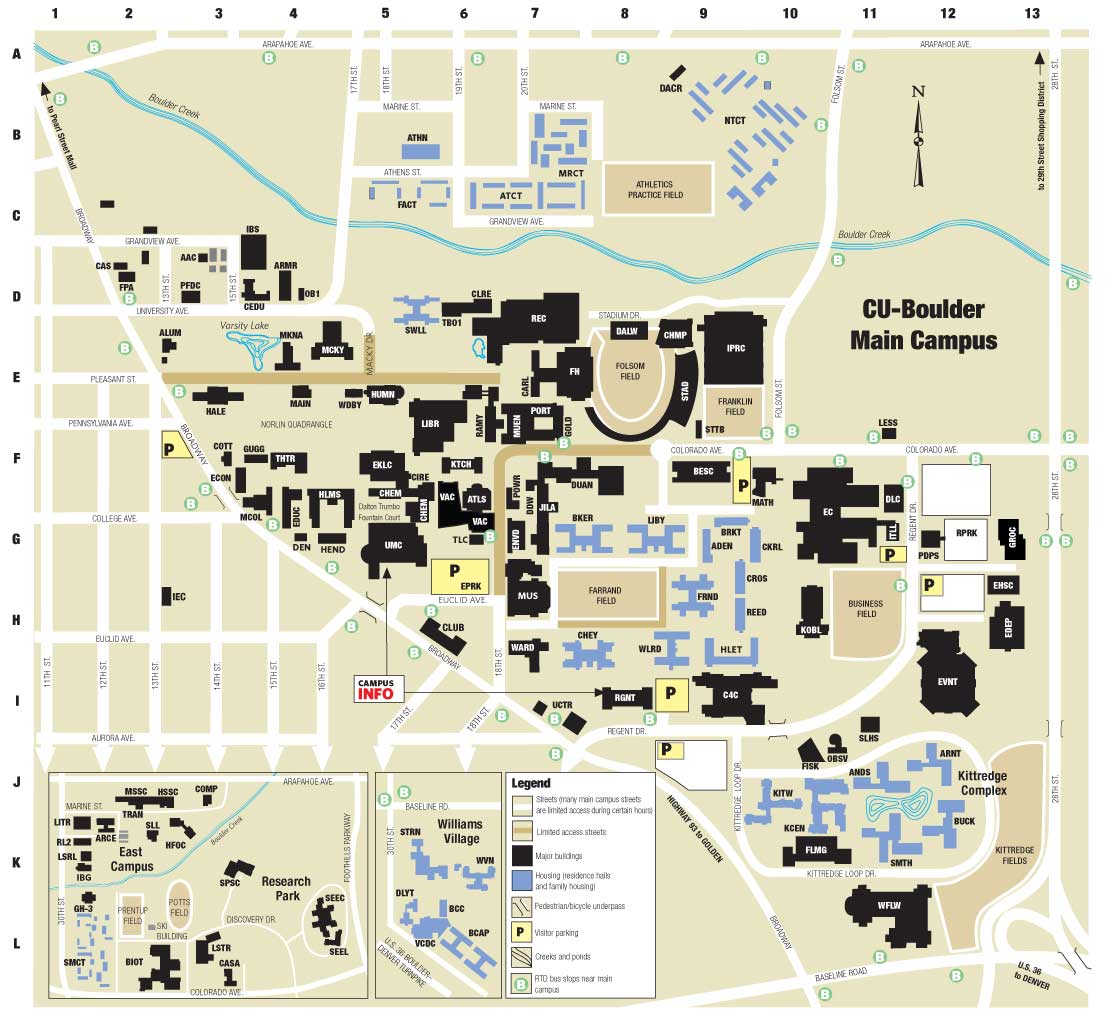 1 2 3 4 5 6 7 8 9 10 11 12 13
A
B
C
D
E
F
G
H
I
J
K
L
ARAPAHOE AVE.
ARAPAHOE AVE.
17TH ST.
18TH ST.
19TH ST.
20TH ST.
FOLSOM ST.
28TH ST.
to Pearl Street Mall
to 29th Street Shopping District
Boulder Creek
DACR
NTCT
N
MARINE ST.
MARINE ST.
ATHN
MRCT
ATHENS ST.
FACT
ATCT
ATHLETICS
PRACTICE FIELD
GRANDVIEW AVE.
BROADWAY
Boulder Creek
GRANDVIEW AVE.
IBS
AAC
CAS
FPA
13TH ST.
PFDC
15TH ST.
ARMR
OB1
CEDU
UNIVERSITY AVE.
CU-Boulder
Main Campus
SWLL
CLRE
TB01
REC
STADIUM DR.
DALW
CHMP
IPRC
ALUM
Varsity Lake
MKNA
MCKY
MACKY DR.
PLEASANT ST.
CARL
FH
FOLSOM
FIELD
STAD
FRANKLIN
FIELD
FOLSOM ST.
HALE
MAIN
WDBY
HUMN
LIBR
RAMY
MUEN
PORT
GOLD
STTB
LESS
PENNSYLVANIA AVE.
NORLIN QUADRANGLE
BROADWAY
P
COTT
GUGG
THTR
ECON
EKLC
CIRE
KTCH
COLORADO AVE.
COLORADO AVE.
BESC
P
MATH
DUAN
POWR
DOW
JILA
MCOL
EDUC
HLMS
CHEM
CHEM
Dalton Trumbo
Fountain Court
VAC
ATLS
VAC
EC
DLC
ITLL
REGENT DR.
28TH ST.
COLLEGE AVE.
DEN
HEND
UMC
TLC
ENVD
BKER
LIBY
BRKT
ADEN
CKRL
P
PDPS
RPRK
GROC
P
EPRK
EUCLID AVE.
MUS
FARRAND
FIELD
FRND
CROS
REED
KOBL
BUSINESS
FIELD
P
EHSC
EDEP
IEC
CLUB
EUCLID AVE.
WARD
CHEY
WLRD
HLET
BROADWAY
18TH ST.
EVNT
11TH ST.
12TH ST.
13TH ST.
14TH ST.
15TH ST.
16TH ST.
CAMPUS
INFO
17TH ST.
18TH ST.
UCTR
RGNT
P
C4C
REGENT DR.
SLHS
AURORA AVE.
P
FISK
OBSV
ARNT
ANDS
Kittredge
Complex
KITW
KCEN
BUCK
FLMG
SMTH
KITTREDGE LOOP DR.
KITTREDGE LOOP DR.
KITTREDGE
FIELDS
28TH ST.
HIGHWAY 93 to GOLDEN
WFLW
BROADWAY
BASELINE ROAD
U.S. 36
to DENVER
ARAPAHOE AVE.
MSSC
HSSC
COMP
MARINE ST.
TRAN
LITR
ARCE
SLL
HFOC
Boulder Creek
RL2
LSRL
IBG
East
Campus
SPSC
Research
Park
FOOTHILLS PARKWAY
GH-3
30TH ST.
PRENTUP
FIELD
POTTS
FIELD
SKI
BUILDING
DISCOVERY DR.
SEEC
SEEL
SMCT
BIOT
LSTR
CASA
COLORADO AVE.
BASELINE RD.
30TH ST.
STRN
Williams
Village
WVN
DLYT
BCC
VCDC
BCAP
U.S. 36 BOULDER–
DENVER TURNPIKE
Legend
Streets (many main campus streets
are limited access during certain hours)
Limited access streets
Major buildings
Housing (residence halls
and family housing)
Pedestrian/bicycle underpass
P
Visitor parking
Creeks and ponds
B
RTD bus stops near main
campus